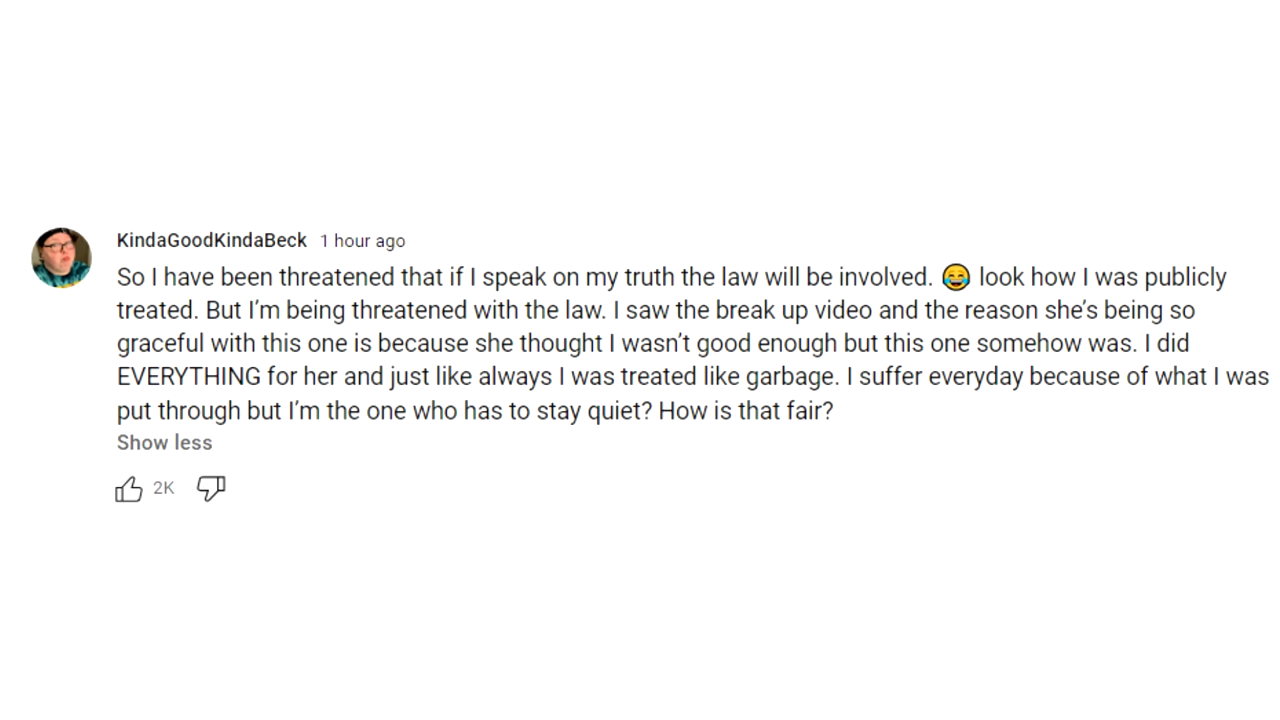 KindaGoodKindaBeck 1 hour ago
So I have been threatened that if I speak on my truth the law will be involved. 😂 look how I was publicly
treated. But I’m being threatened with the law. I saw the break up video and the reason she’s being so
graceful with this one is because she thought I wasn’t good enough but this one somehow was. I did
EVERYTHING for her and just like always I was treated like garbage. I suffer everyday because of what I was
put through but I’m the one who has to stay quiet? How is that fair?
Show less
2K